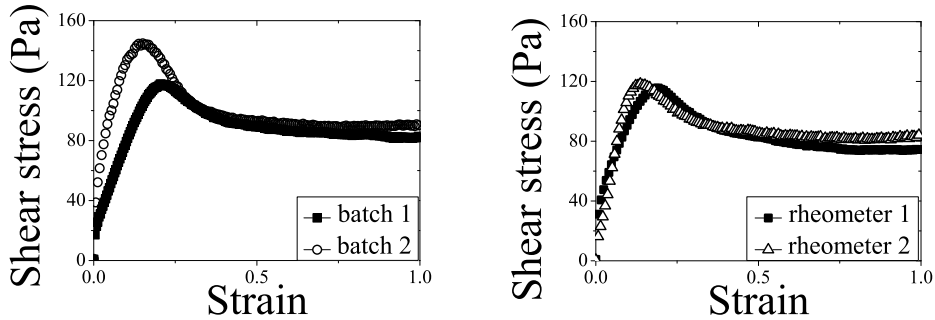 Shear stress (Pa)
160
120
80
40
0
batch 1
batch 2
0.0
0.5
1.0
Strain
Shear stress (Pa)
160
120
80
40
0
rheometer 1
rheometer 2
0.0
0.5
1.0
Strain